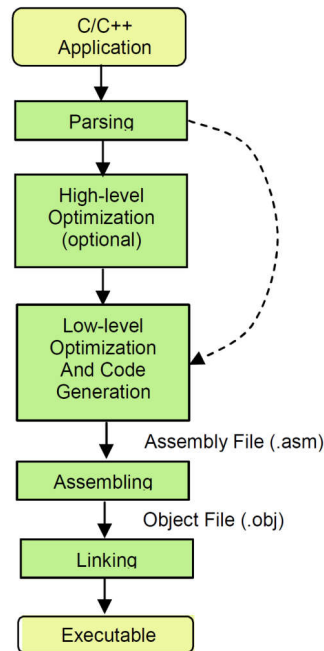 C/C++
Application
Parsing
High-level
Optimization
(optional)
Low-level
Optimization
And Code
Generation
Assembly File (.asm)
Assembling
Object File (.obj)
Linking
Executable